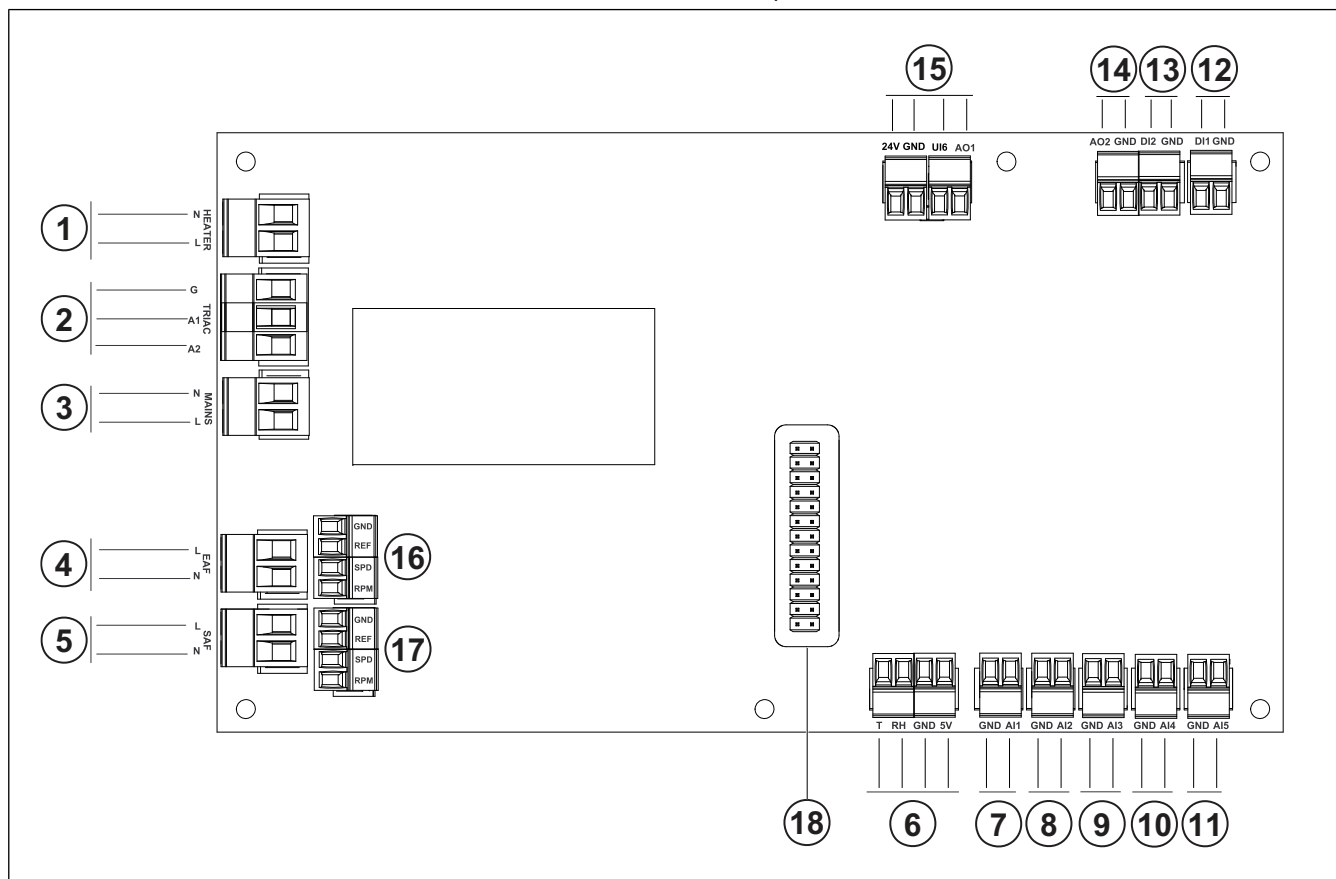 15
14 13 12
24V GND UI6 AO1
AO2 GND DI2 GND
DI1 GND
1
N
HEATER
L
2
G
TRIAC
A1
A2
3
N
MAINS
L
4
L
EAF
N
GND
REF
SPD
RPM
16
5
L
SAF
N
GND
REF
SPD
RPM
17
T RH GND 5V
GND AI1
GND AI2
GND AI3
GND AI4
GND AI5
18 6 7 8 9 10 11